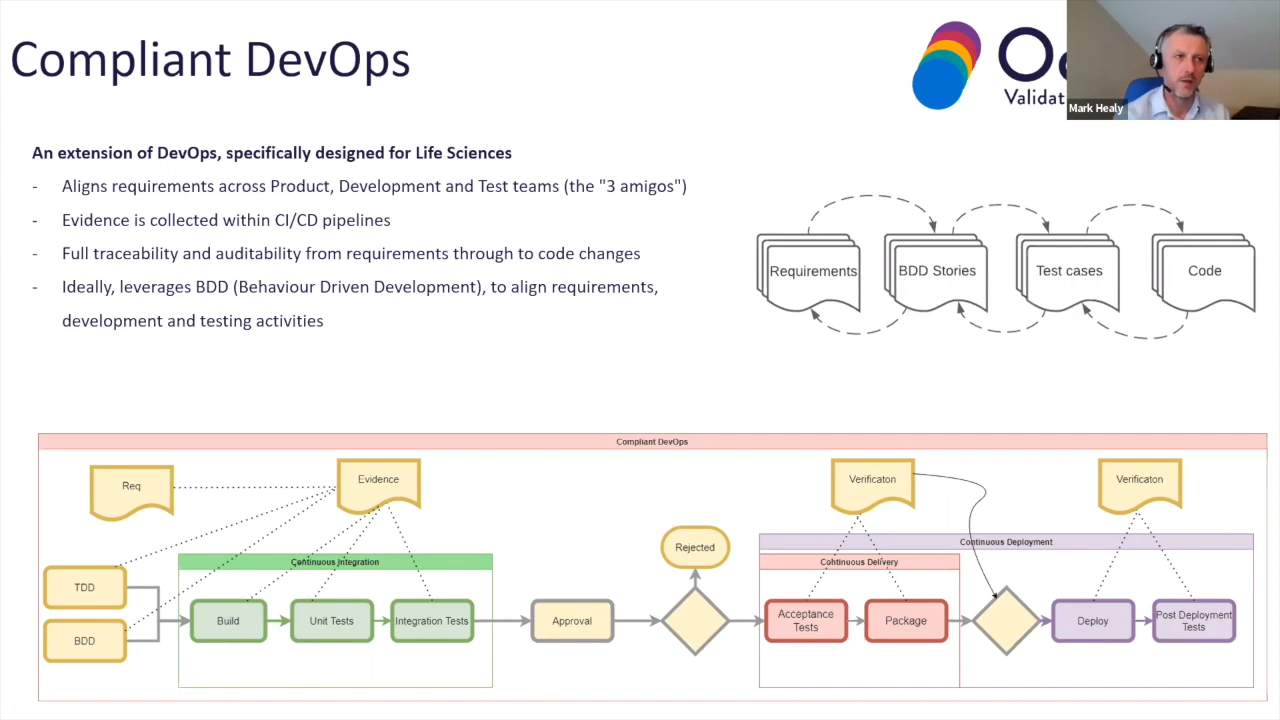 Compliant DevOps
Mark Healy
An extension of DevOps, specifically designed for Life Sciences
- Aligns requirements across Product, Development and Test teams (the "3 amigos")
- Evidence is collected within CI/CD pipelines
- Full traceability and auditability from requirements through to code changes
- Ideally, leverages BDD (Behaviour Driven Development), to align requirements,
development and testing activities
Requirements
BDD Stories
Test cases
Code
Compliant DevOps
Req
Evidence
Verificaton
Verificaton
Rejected
Continuous Deployment
Continuous Integration
Continuous Delivery
TDD
BDD
Build
Unit Tests
Integration Tests
Approval
Acceptance
Tests
Package
Deploy
Post Deployment
Tests